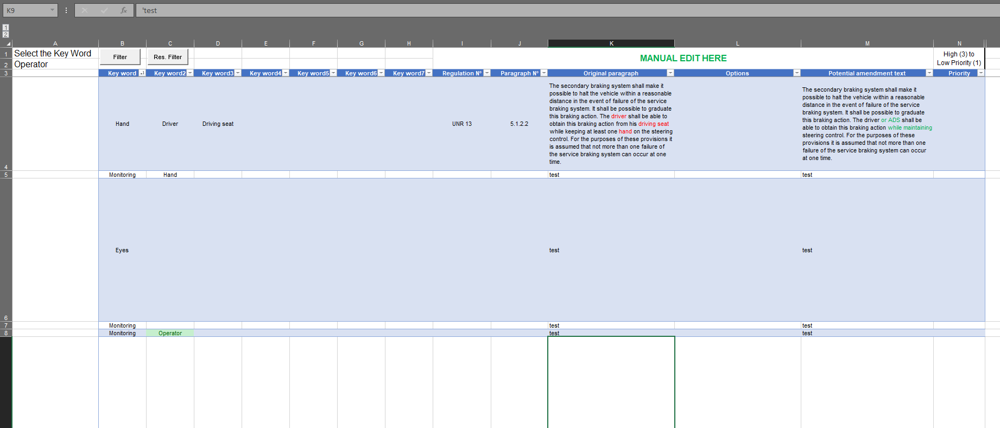 K9
'test
1
2
A B C D E F G H I J K L M N
1 Select the Key Word Filter Res. Filter MANUAL EDIT HERE High (3) to
2 Operator Low Priority (1)
3 Key word Key word2 Key word3 Key word4 Key word5 Key word6 Key word7 Regulation N° Paragraph N° Original paragraph Options Potential amendment text Priority
4 Hand Driver Driving seat UNR 13 5.1.2.2
The secondary braking system shall make it
possible to halt the vehicle within a reasonable
distance in the event of failure of the service
braking system. It shall be possible to graduate
this braking action. The driver shall be able to
obtain this braking action from his driving seat
while keeping at least one hand on the steering
control. For the purposes of these provisions it
is assumed that not more than one failure of
the service braking system can occur at one
time.
The secondary braking system shall make it
possible to halt the vehicle within a reasonable
distance in the event of failure of the service
braking system. It shall be possible to graduate
this braking action. The driver or ADS shall be
able to obtain this braking action while maintaining
steering control. For the purposes of these
provisions it is assumed that not more than one
failure of the service braking system can occur
at one time.
5 Monitoring Hand test test
6 Eyes test test
7 Monitoring test test
8 Monitoring Operator test test